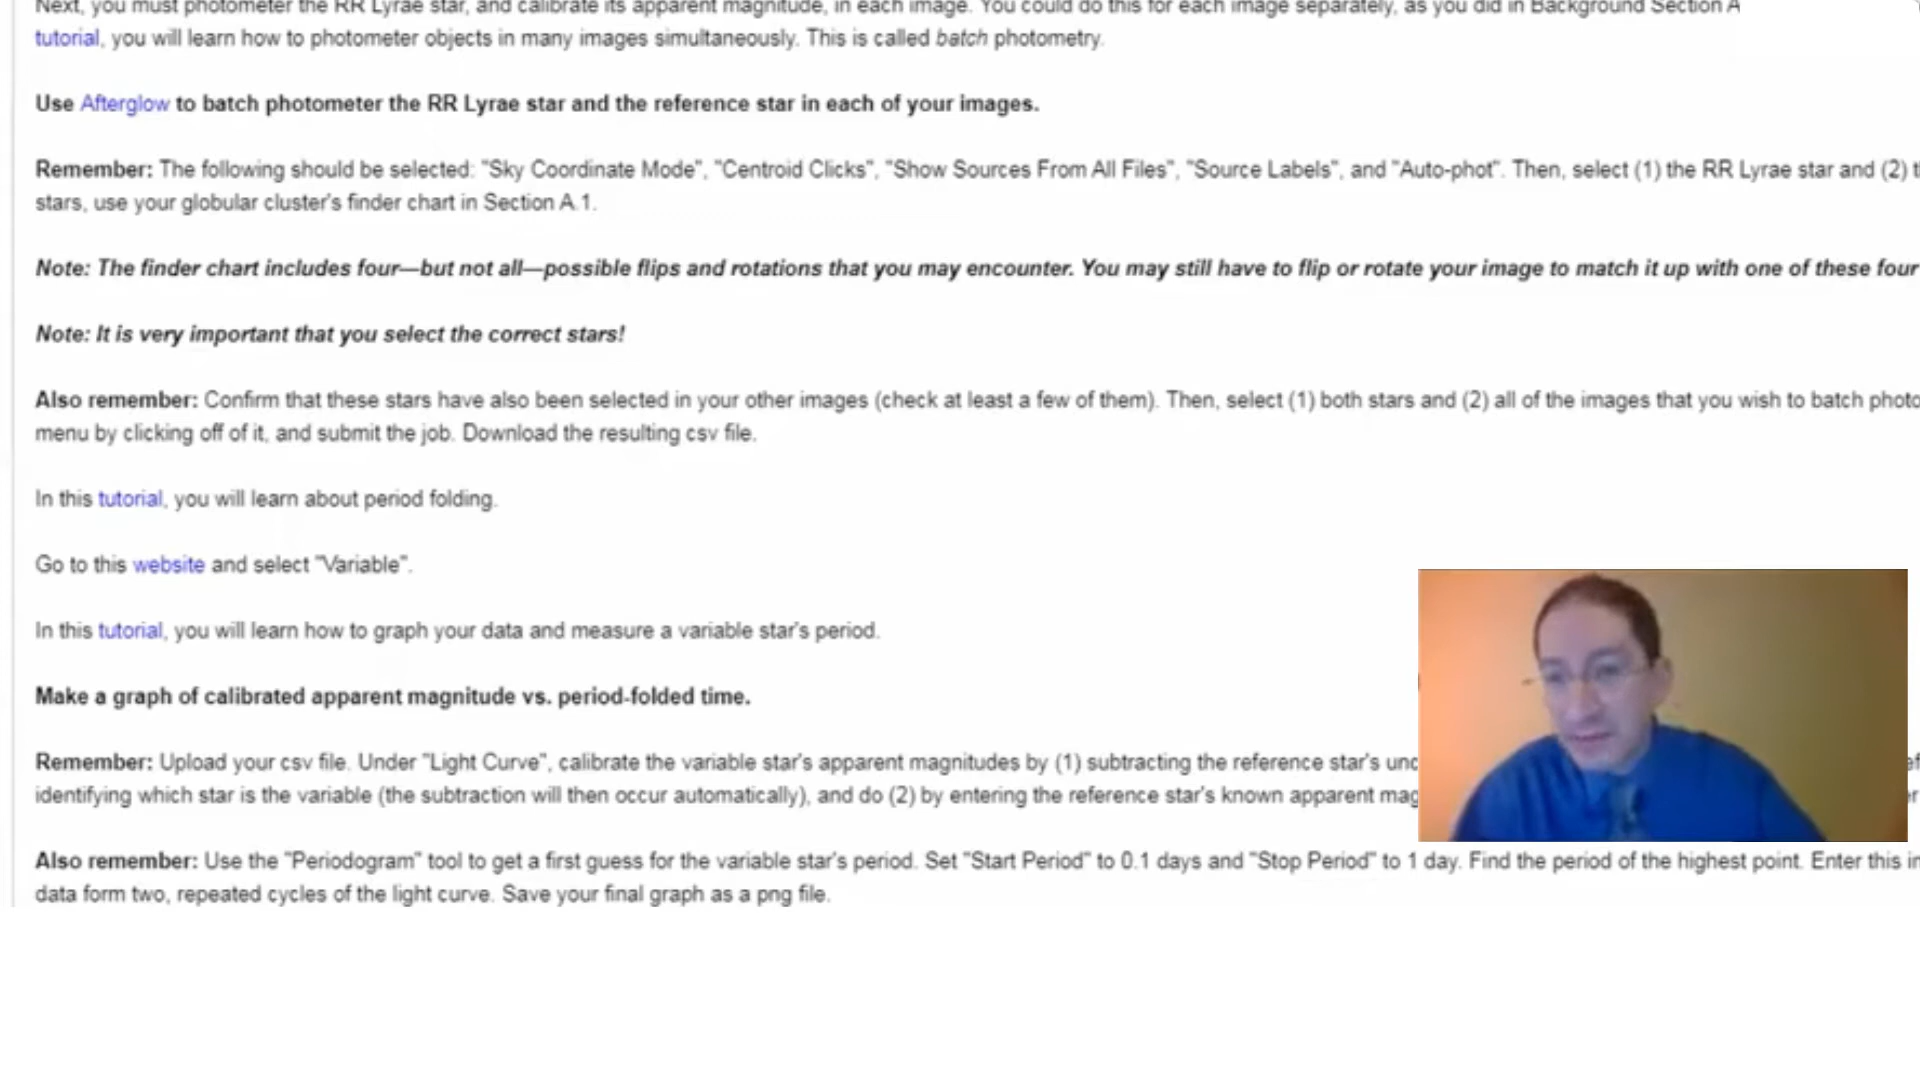 Next, you must photometer the RR Lyrae star, and calibrate its apparent magnitude, in each image. You could do this for each image separately, as you did in Background Section A
tutorial, you will learn how to photometer objects in many images simultaneously. This is called batch photometry.
Use Afterglow to batch photometer the RR Lyrae star and the reference star in each of your images.
Remember: The following should be selected: "Sky Coordinate Mode", "Centroid Clicks", "Show Sources From All Files", "Source Labels", and "Auto-phot". Then, select (1) the RR Lyrae star and (2) t
stars, use your globular cluster's finder chart in Section A.1.
Note: The finder chart includes four—but not all—possible flips and rotations that you may encounter. You may still have to flip or rotate your image to match it up with one of these four
Note: It is very important that you select the correct stars!
Also remember: Confirm that these stars have also been selected in your other images (check at least a few of them). Then, select (1) both stars and (2) all of the images that you wish to batch photo
menu by clicking off of it, and submit the job. Download the resulting csv file.
In this tutorial, you will learn about period folding.
Go to this website and select "Variable".
In this tutorial, you will learn how to graph your data and measure a variable star's period.
Make a graph of calibrated apparent magnitude vs. period-folded time.
Remember: Upload your csv file. Under "Light Curve", calibrate the variable star's apparent magnitudes by (1) subtracting the reference star's unc
identifying which star is the variable (the subtraction will then occur automatically), and do (2) by entering the reference star's known apparent mag
Also remember: Use the "Periodogram" tool to get a first guess for the variable star's period. Set "Start Period" to 0.1 days and "Stop Period" to 1 day. Find the period of the highest point. Enter this in
data form two, repeated cycles of the light curve. Save your final graph as a png file.